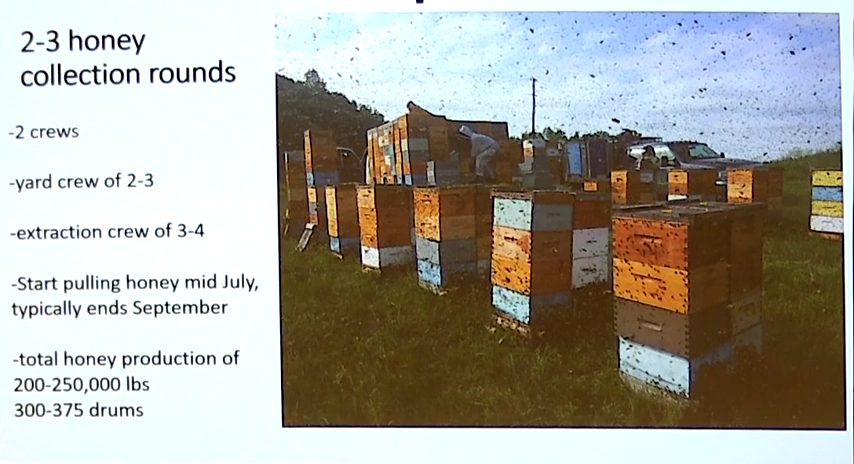 2-3 honey
collection rounds
-2 crews
-yard crew of 2-3
-extraction crew of 3-4
-Start pulling honey mid July,
typically ends September
-total honey production of
200-250,000 lbs
300-375 drums